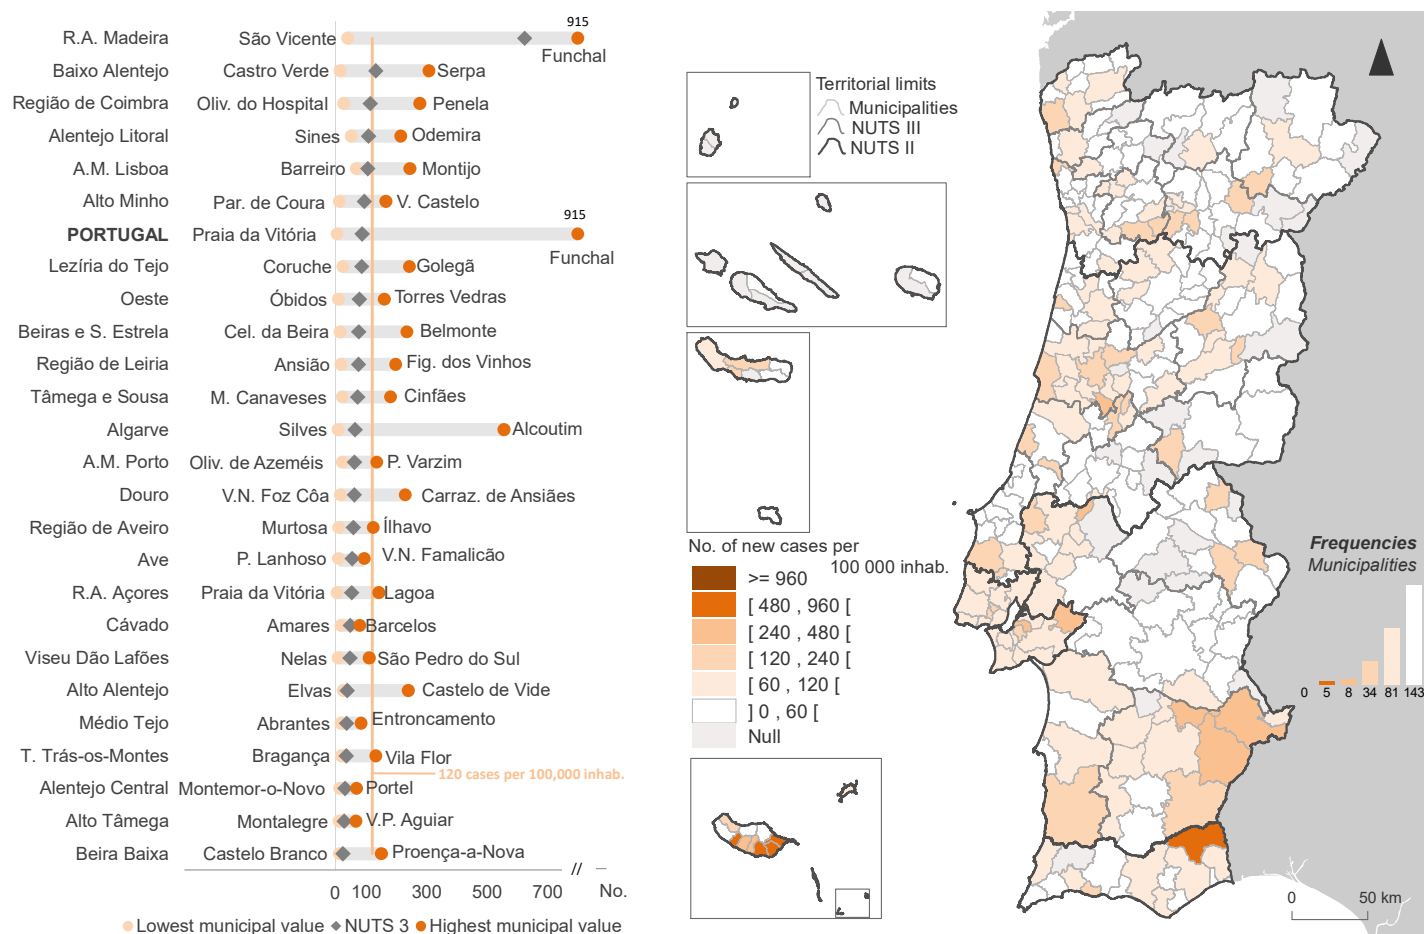 915
R.A. Madeira São Vicente Funchal
Baixo Alentejo Castro Verde Serpa
Região de Coimbra Oliv. do Hospital Penela
Alentejo Litoral Sines Odemira
A.M. Lisboa Barreiro Montijo
Alto Minho Par. de Coura V. Castelo
915
PORTUGAL Praia da Vitória Funchal
Lezíria do Tejo Coruche Golegã
Oeste Óbidos Torres Vedras
Beiras e S. Estrela Cel. da Beira Belmonte
Região de Leiria Ansião Fig. dos Vinhos
Tâmega e Sousa M. Canaveses Cinfães
Algarve Silves Alcoutim
A.M. Porto Oliv. de Azeméis P. Varzim
Douro V.N. Foz Côa Carraz. de Ansiães
Região de Aveiro Murtosa Ílhavo
Ave P. Lanhoso V.N. Famalicão
R.A. Açores Praia da Vitória Lagoa
Cávado Amares Barcelos
Viseu Dão Lafões Nelas São Pedro do Sul
Alto Alentejo Elvas Castelo de Vide
Médio Tejo Abrantes Entroncamento
T. Trás-os-Montes Bragança Vila Flor
120 cases per 100,000 inhab.
Alentejo Central Montemor-o-Novo Portel
Alto Tâmega Montalegre V.P. Aguiar
Beira Baixa Castelo Branco Proença-a-Nova
//
0 100 300 500 700 No.
Lowest municipal value NUTS 3 Highest municipal value
Territorial limits
Municipalities
NUTS III
NUTS II
No. of new cases per
100 000 inhab.
>= 960
[ 480 , 960 [
[ 240 , 480 [
[ 120 , 240 [
[ 60 , 120 [
] 0 , 60 [
Null
Frequencies
Municipalities
0 5 8 34 81 143
0 50 km